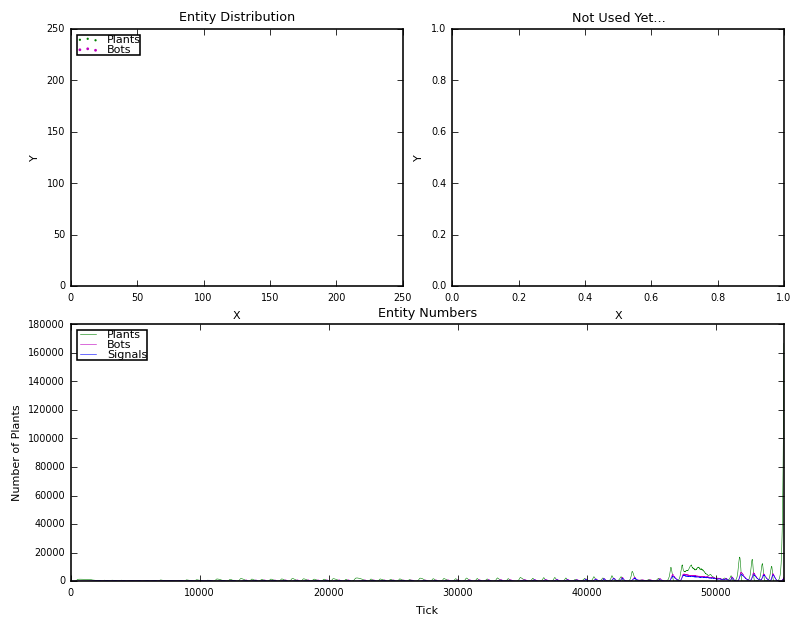 Entity Distribution
250
200
150
100
50
0
Y
Plants
Bots
0 50 100 150 200 250
X
Not Used Yet...
1.0
0.8
0.6
0.4
0.2
0.0
Y
0.0 0.2 0.4 0.6 0.8 1.0
X
Entity Numbers
180000
160000
140000
120000
100000
80000
60000
40000
20000
0
Number of Plants
Plants
Bots
Signals
0 10000 20000 30000 40000 50000
Tick